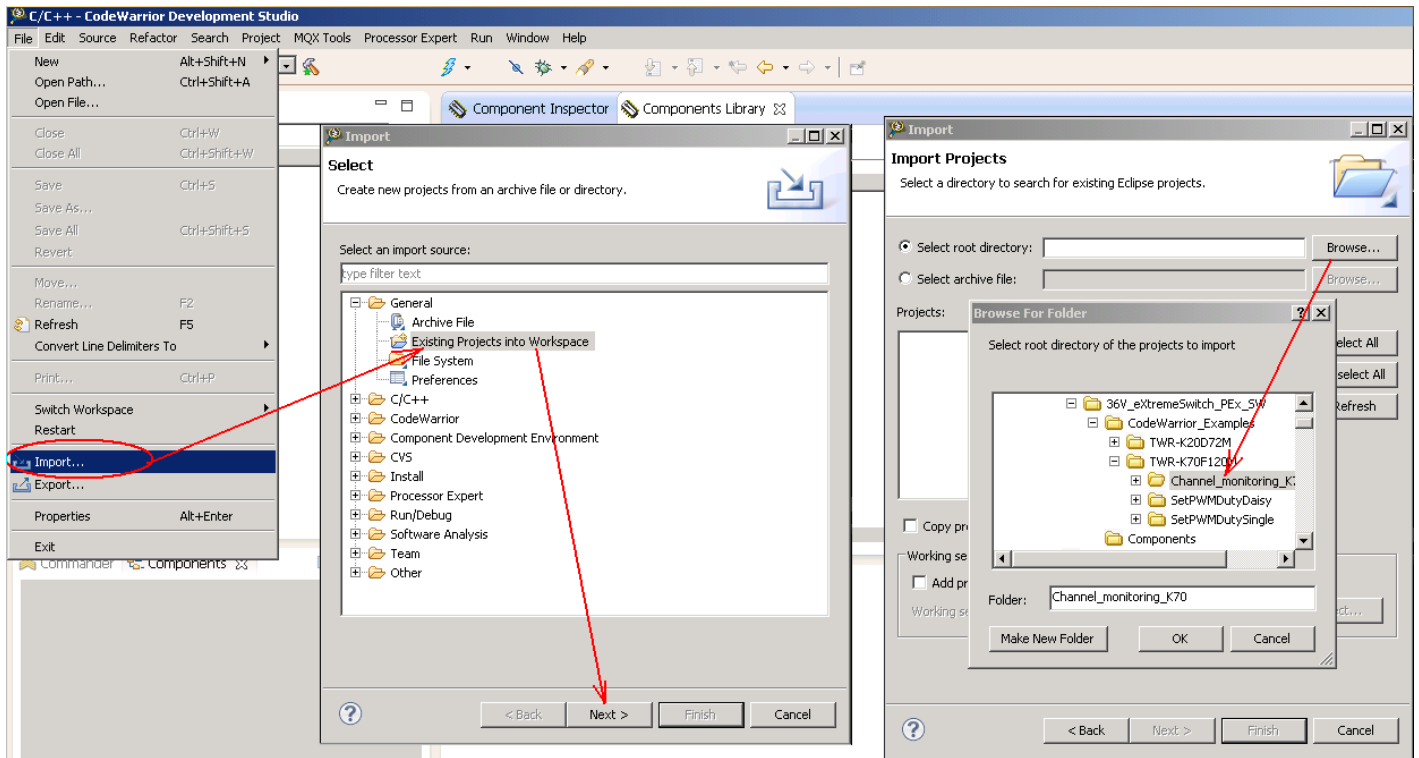 C/C++ - CodeWarrior Development Studio
File Edit Source Refactor Search Project MQX Tools Processor Expert Run Window Help
New Alt+Shift+N
Open Path... Ctrl+Shift+A
Open File...
Close Ctrl+W
Close All Ctrl+Shift+W
Save Ctrl+S
Save As...
Save All Ctrl+Shift+S
Revert
Move...
Rename... F2
Refresh F5
Convert Line Delimiters To
Print... Ctrl+P
Switch Workspace
Restart
Import...
Export...
Properties Alt+Enter
Exit
Commander Components
Component Inspector Components Library
Import
Select
Create new projects from an archive file or directory.
Select an import source:
type filter text
General
Archive File
Existing Projects into Workspace
File System
Preferences
C/C++
CodeWarrior
Component Development Environment
CVS
Install
Processor Expert
Run/Debug
Software Analysis
Team
Other
< Back Next > Finish Cancel
Import
Import Projects
Select a directory to search for existing Eclipse projects.
Select root directory: Browse...
Select archive file: Browse...
Projects:
elect All
select All
Refresh
Copy pr
Working se
Add pr
Working se ct...
Browse For Folder
Select root directory of the projects to import
36V_eXtremeSwitch_PEx_SW
CodeWarrior_Examples
TWR-K20D72M
TWR-K70F120M
Channel_monitoring_K7
SetPWMDutyDaisy
SetPWMDutySingle
Components
Folder: Channel_monitoring_K70
Make New Folder OK Cancel
< Back Next > Finish Cancel